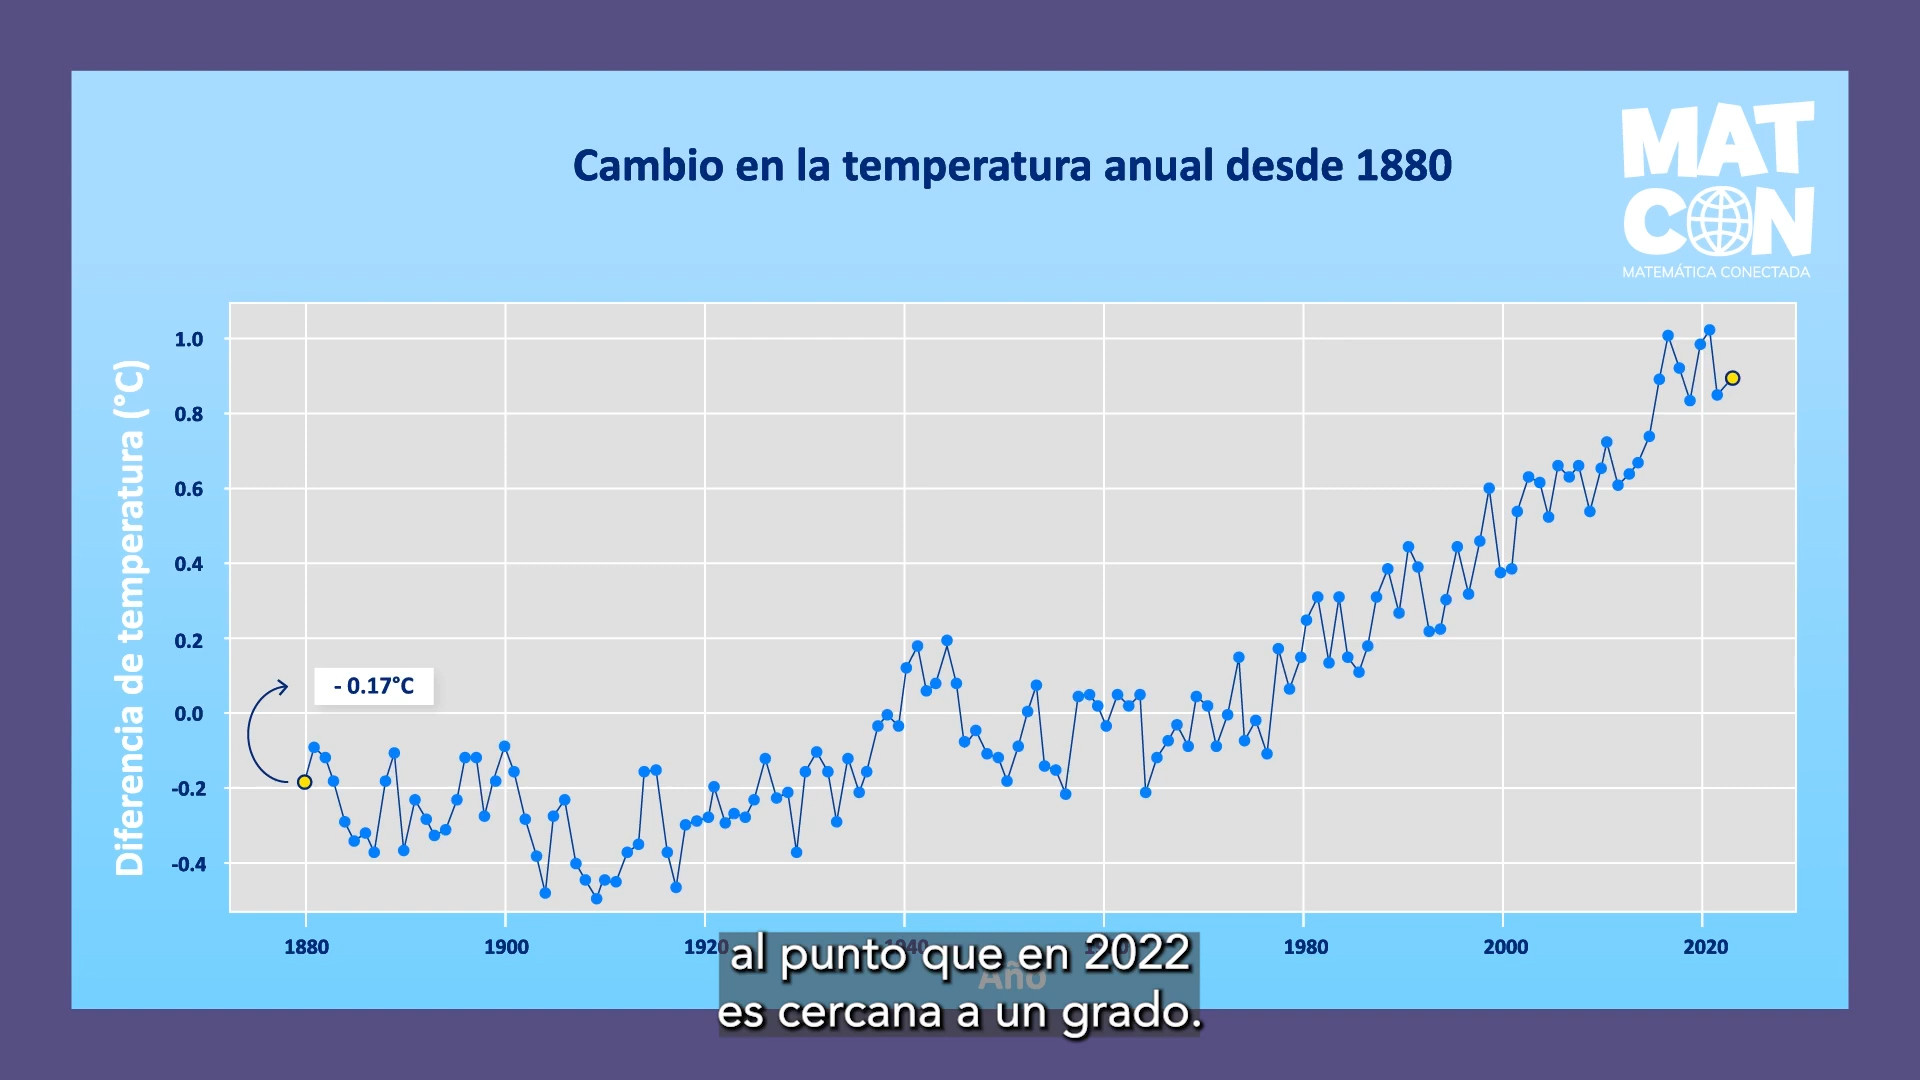 MAT
CON
MATEMÁTICA CONECTADA
Cambio en la temperatura anual desde 1880
Diferencia de temperatura (°C)
1.0
0.8
0.6
0.4
0.2
0.0
-0.2
-0.4
- 0.17°C
1880
1900
1920
1940
1980
2000
2020
Año
al punto que en 2022
es cercana a un grado.